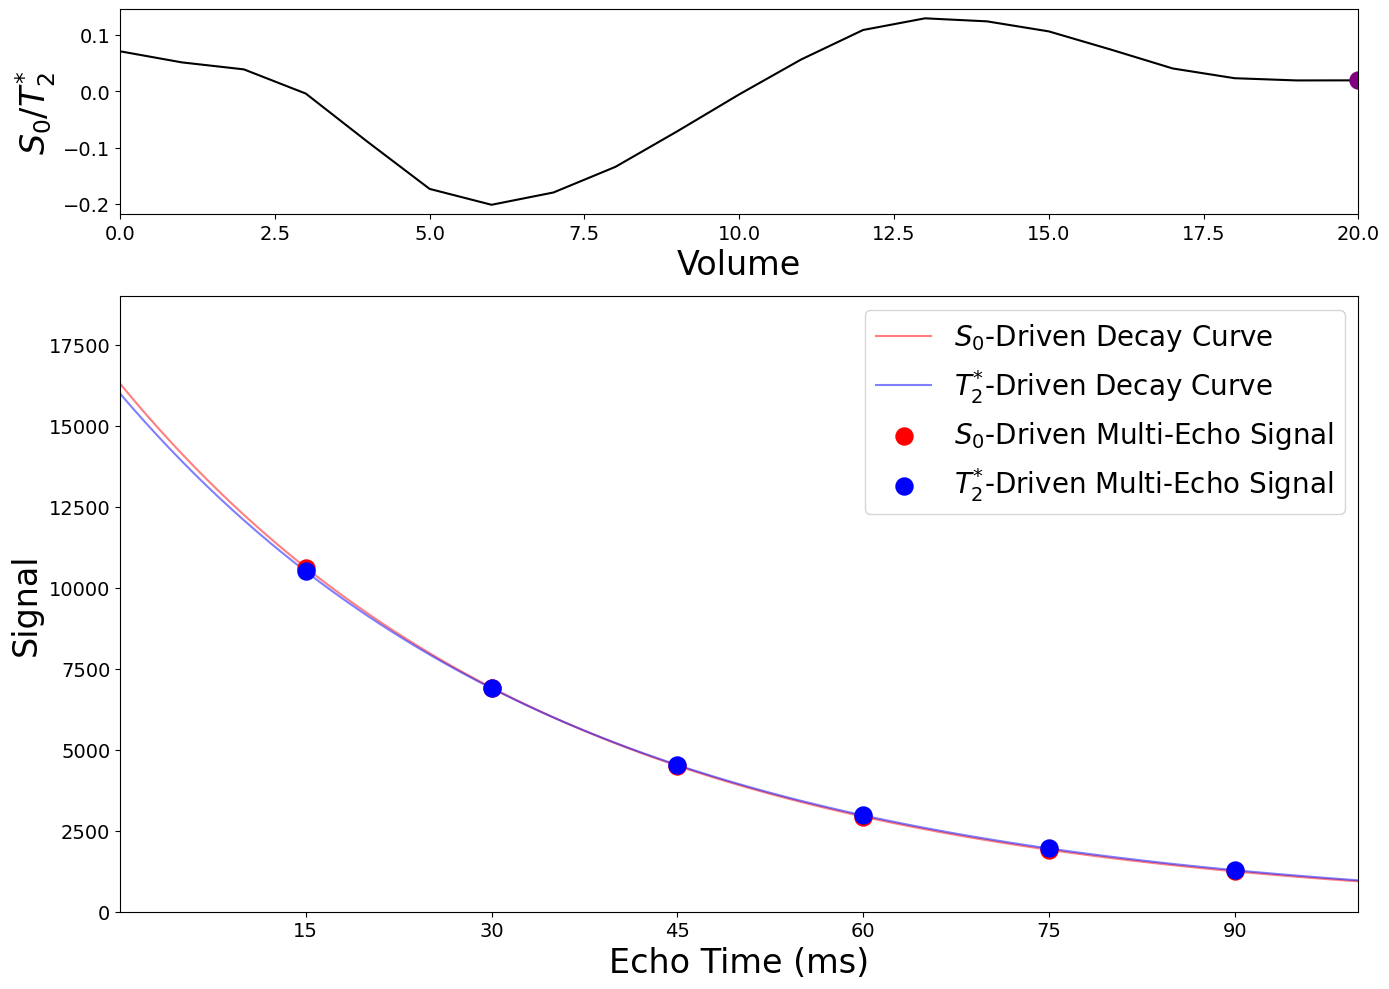 0.1
0.0
−0.1
−0.2
S₀/T₂*
0.0 2.5 5.0 7.5 10.0 12.5 15.0 17.5 20.0
Volume
17500
15000
12500
10000
7500
5000
2500
0
Signal
S₀-Driven Decay Curve
T₂*-Driven Decay Curve
S₀-Driven Multi-Echo Signal
T₂*-Driven Multi-Echo Signal
15 30 45 60 75 90
Echo Time (ms)